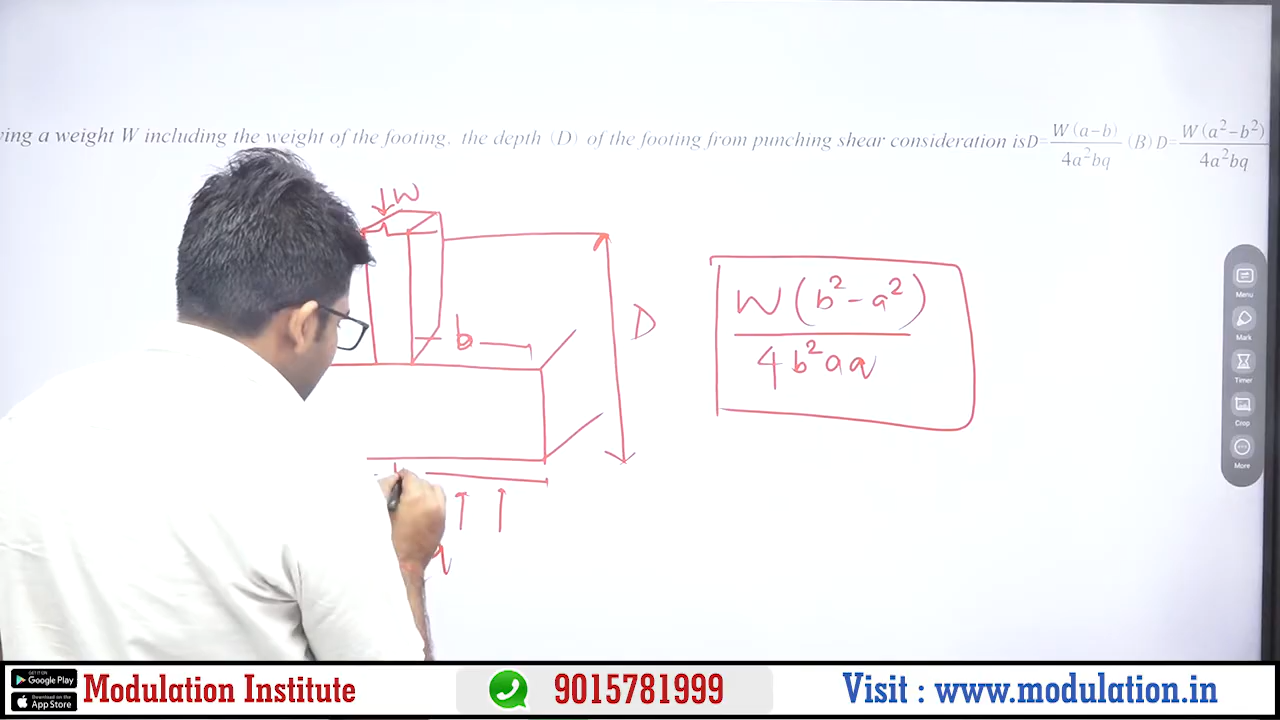 ving a weight W including the weight of the footing, the depth (D) of the footing from punching shear consideration is D= W(a-b) / 4a²bq (B) D= W(a²-b²) / 4a²bq
W
b
D
W(b²-a²)
4b²aq
q
Menu
Mark
Timer
Crop
More
GET IT ON
Google Play
Download on the
App Store
Modulation Institute
9015781999
Visit : www.modulation.in